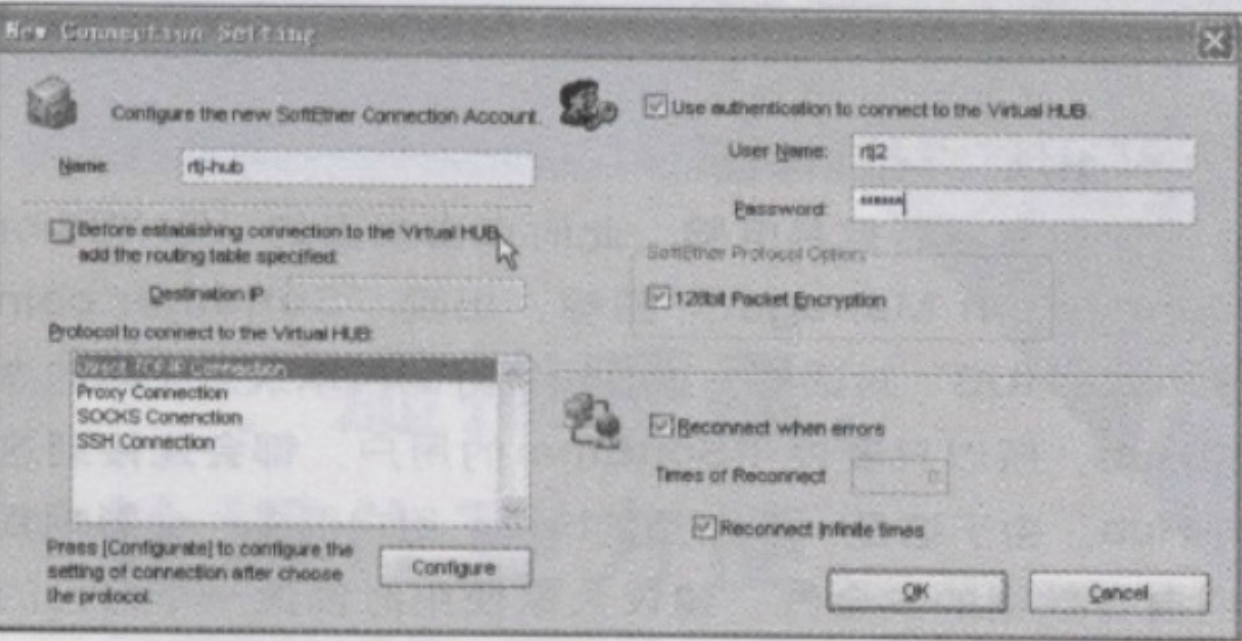 New Connection Setting
Configure the new SoftEther Connection Account.
Name:
rtj-hub
Before establishing connection to the Virtual HUB,
add the routing table specified:
Destination IP
Protocol to connect to the Virtual HUB:
Direct TCP/IP Connection
Proxy Connection
SOCKS Conenction
SSH Connection
Press [Configurate] to configure the
setting of connection after choose
the protocol.
Configure
Use authentication to connect to the Virtual HUB.
User Name:
rtj2
Password:
******
SoftEther Protocol Option:
128bit Packet Encryption
Reconnect when errors
Times of Reconnect
0
Reconnect Infinite times
OK
Cancel